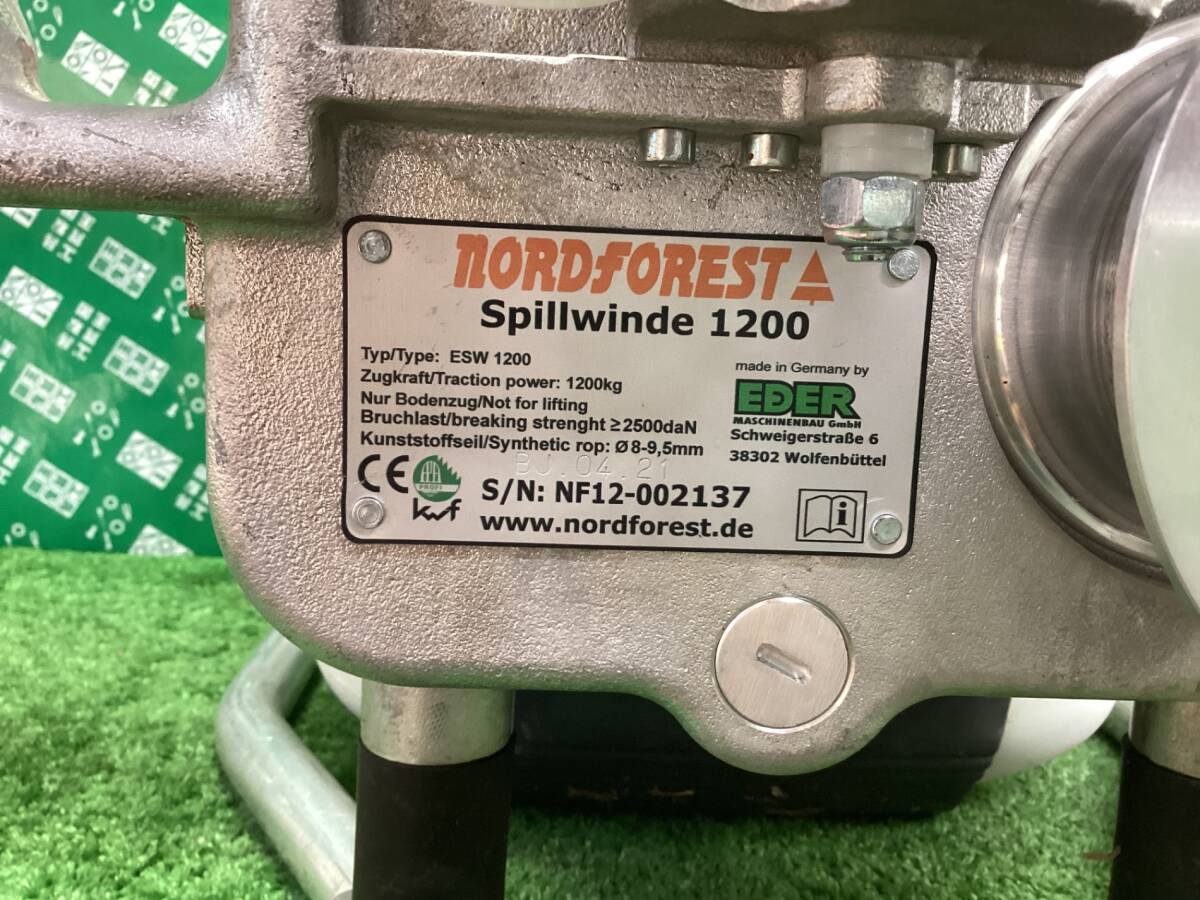 NORDFOREST
Spillwinde 1200
Typ/Type: ESW 1200
Zugkraft/Traction power: 1200kg
Nur Bodenzug/Not for lifting
Bruchlast/breaking strenght ≥2500daN
Kunststoffseil/Synthetic rop: Ø 8-9,5mm
made in Germany by
EDER
MASCHINENBAU GmbH
Schweigerstraße 6
38302 Wolfenbüttel
BJ.04.21
CE
PROFI
kwf
S/N: NF12-002137
www.nordforest.de
i